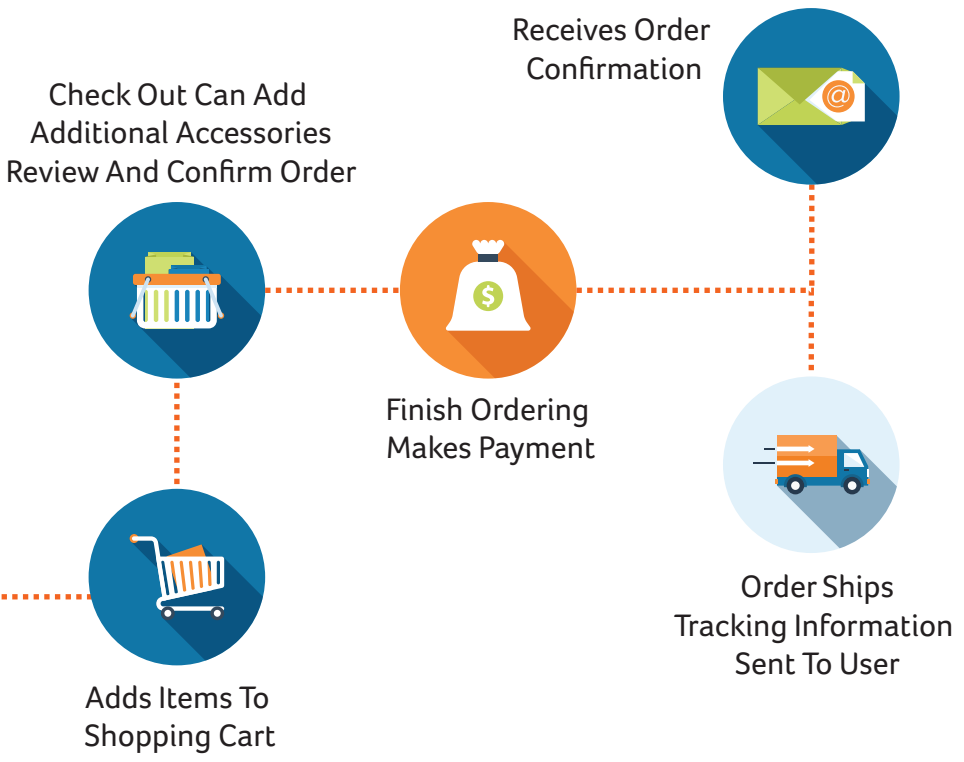 Receives Order
Confirmation
Check Out Can Add
Additional Accessories
Review And Confirm Order
@
$
Finish Ordering
Makes Payment
Order Ships
Tracking Information
Sent To User
Adds Items To
Shopping Cart